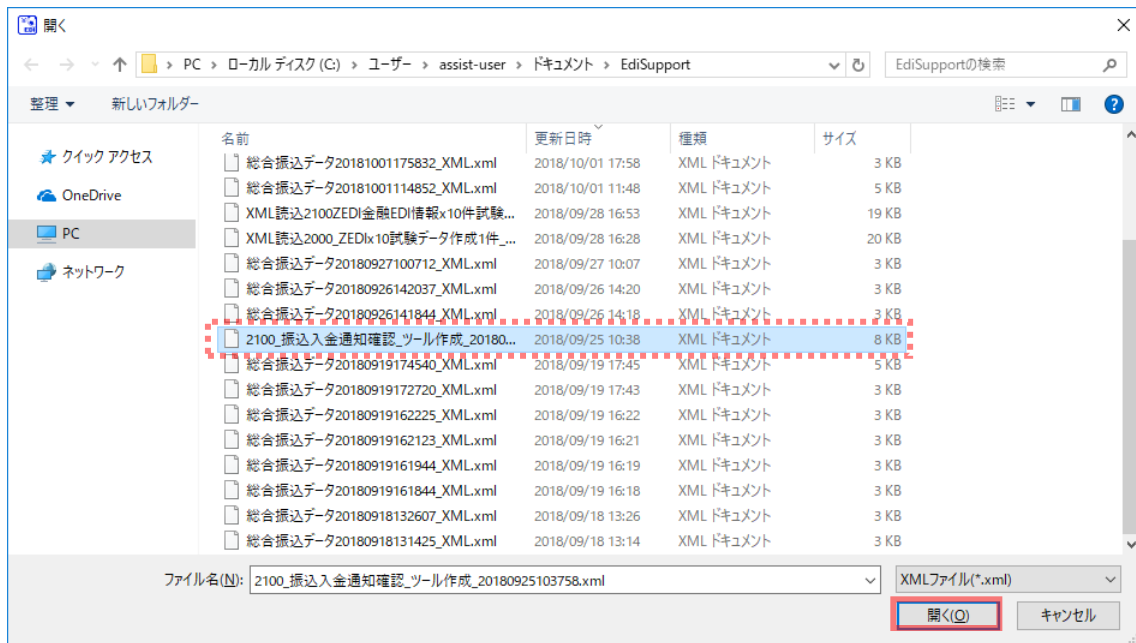 EDI 開く
PC › ローカル ディスク (C:) › ユーザー › assist-user › ドキュメント › EdiSupport
EdiSupportの検索
整理 新しいフォルダー
クイック アクセス
OneDrive
PC
ネットワーク
名前 更新日時 種類 サイズ
総合振込データ20181001175832_XML.xml 2018/10/01 17:58 XML ドキュメント 3 KB
総合振込データ20181001114852_XML.xml 2018/10/01 11:48 XML ドキュメント 5 KB
XML読込2100ZEDI金融EDI情報x10件試験... 2018/09/28 16:53 XML ドキュメント 19 KB
XML読込2000_ZEDIx10試験データ作成1件_... 2018/09/28 16:28 XML ドキュメント 20 KB
総合振込データ20180927100712_XML.xml 2018/09/27 10:07 XML ドキュメント 3 KB
総合振込データ20180926142037_XML.xml 2018/09/26 14:20 XML ドキュメント 3 KB
総合振込データ20180926141844_XML.xml 2018/09/26 14:18 XML ドキュメント 3 KB
2100_振込入金通知確認_ツール作成_20180... 2018/09/25 10:38 XML ドキュメント 8 KB
総合振込データ20180919174540_XML.xml 2018/09/19 17:45 XML ドキュメント 5 KB
総合振込データ20180919172720_XML.xml 2018/09/19 17:43 XML ドキュメント 3 KB
総合振込データ20180919162225_XML.xml 2018/09/19 16:22 XML ドキュメント 3 KB
総合振込データ20180919162123_XML.xml 2018/09/19 16:21 XML ドキュメント 3 KB
総合振込データ20180919161944_XML.xml 2018/09/19 16:19 XML ドキュメント 3 KB
総合振込データ20180919161844_XML.xml 2018/09/19 16:18 XML ドキュメント 3 KB
総合振込データ20180918132607_XML.xml 2018/09/18 13:26 XML ドキュメント 3 KB
総合振込データ20180918131425_XML.xml 2018/09/18 13:14 XML ドキュメント 3 KB
ファイル名(N): 2100_振込入金通知確認_ツール作成_20180925103758.xml XMLファイル(*.xml)
開く(O) キャンセル